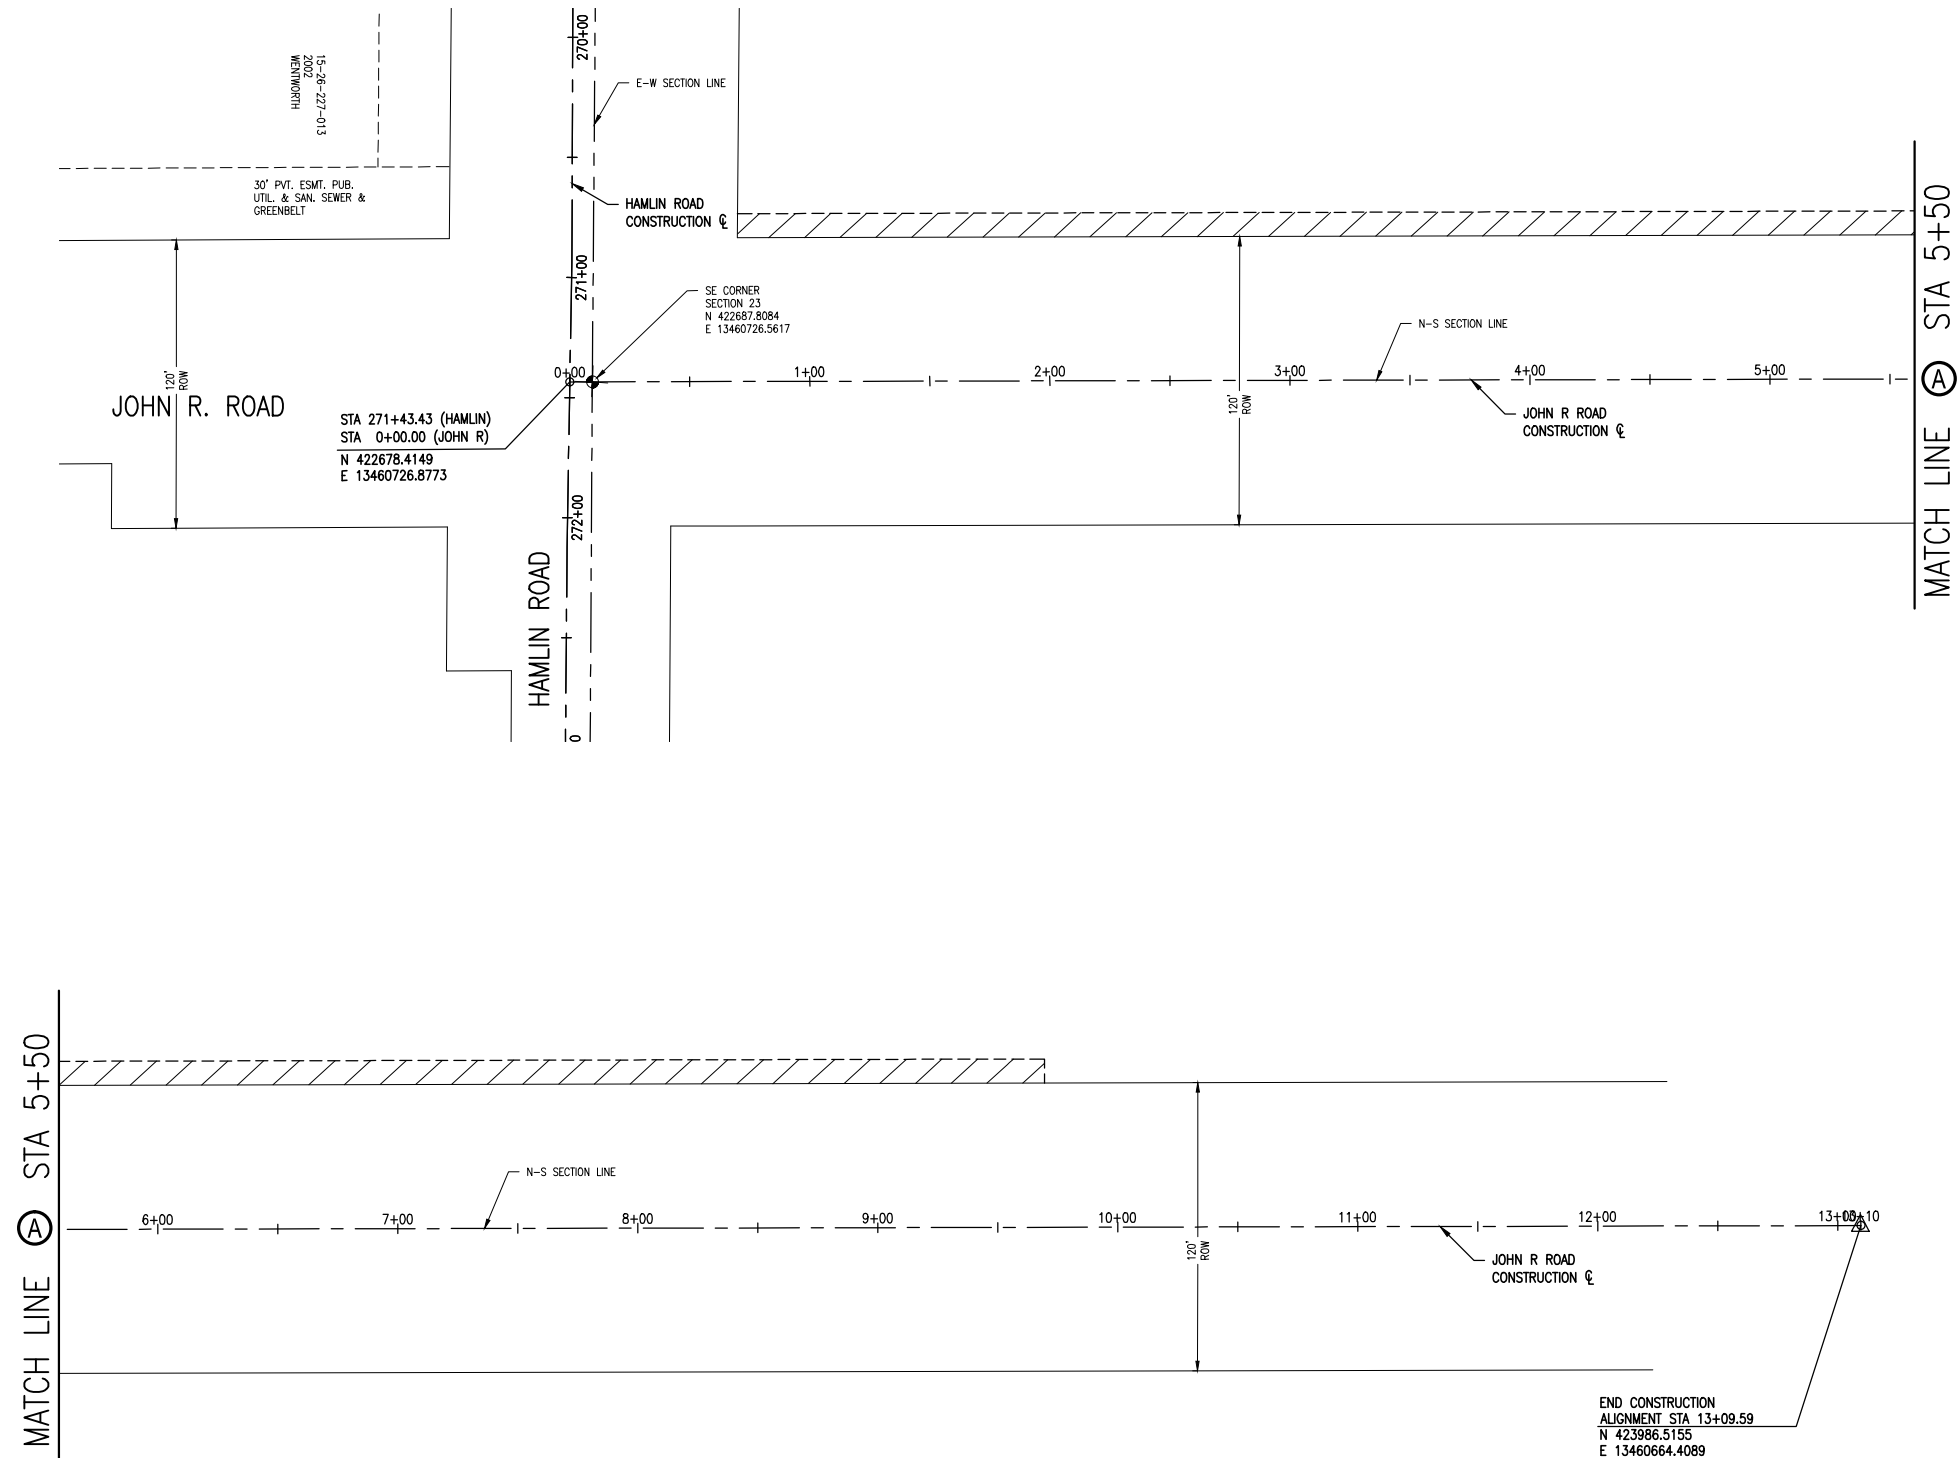 270+00
E-W SECTION LINE
15-26-227-013
2002
WENTWORTH
30' PVT. ESMT. PUB.
UTIL. & SAN. SEWER &
GREENBELT
HAMLIN ROAD
CONSTRUCTION ℄
271+00
SE CORNER
SECTION 23
N 422687.8084
E 13460726.5617
N-S SECTION LINE
120'
ROW
JOHN R. ROAD
0+00
1+00
2+00
3+00
4+00
5+00
120'
ROW
STA 271+43.43 (HAMLIN)
STA 0+00.00 (JOHN R)
N 422678.4149
E 13460726.8773
JOHN R ROAD
CONSTRUCTION ℄
272+00
HAMLIN ROAD
0
MATCH LINE A STA 5+50
MATCH LINE A STA 5+50
N-S SECTION LINE
6+00
7+00
8+00
9+00
10+00
11+00
12+00
13+00
13+10
120'
ROW
JOHN R ROAD
CONSTRUCTION ℄
END CONSTRUCTION
ALIGNMENT STA 13+09.59
N 423986.5155
E 13460664.4089